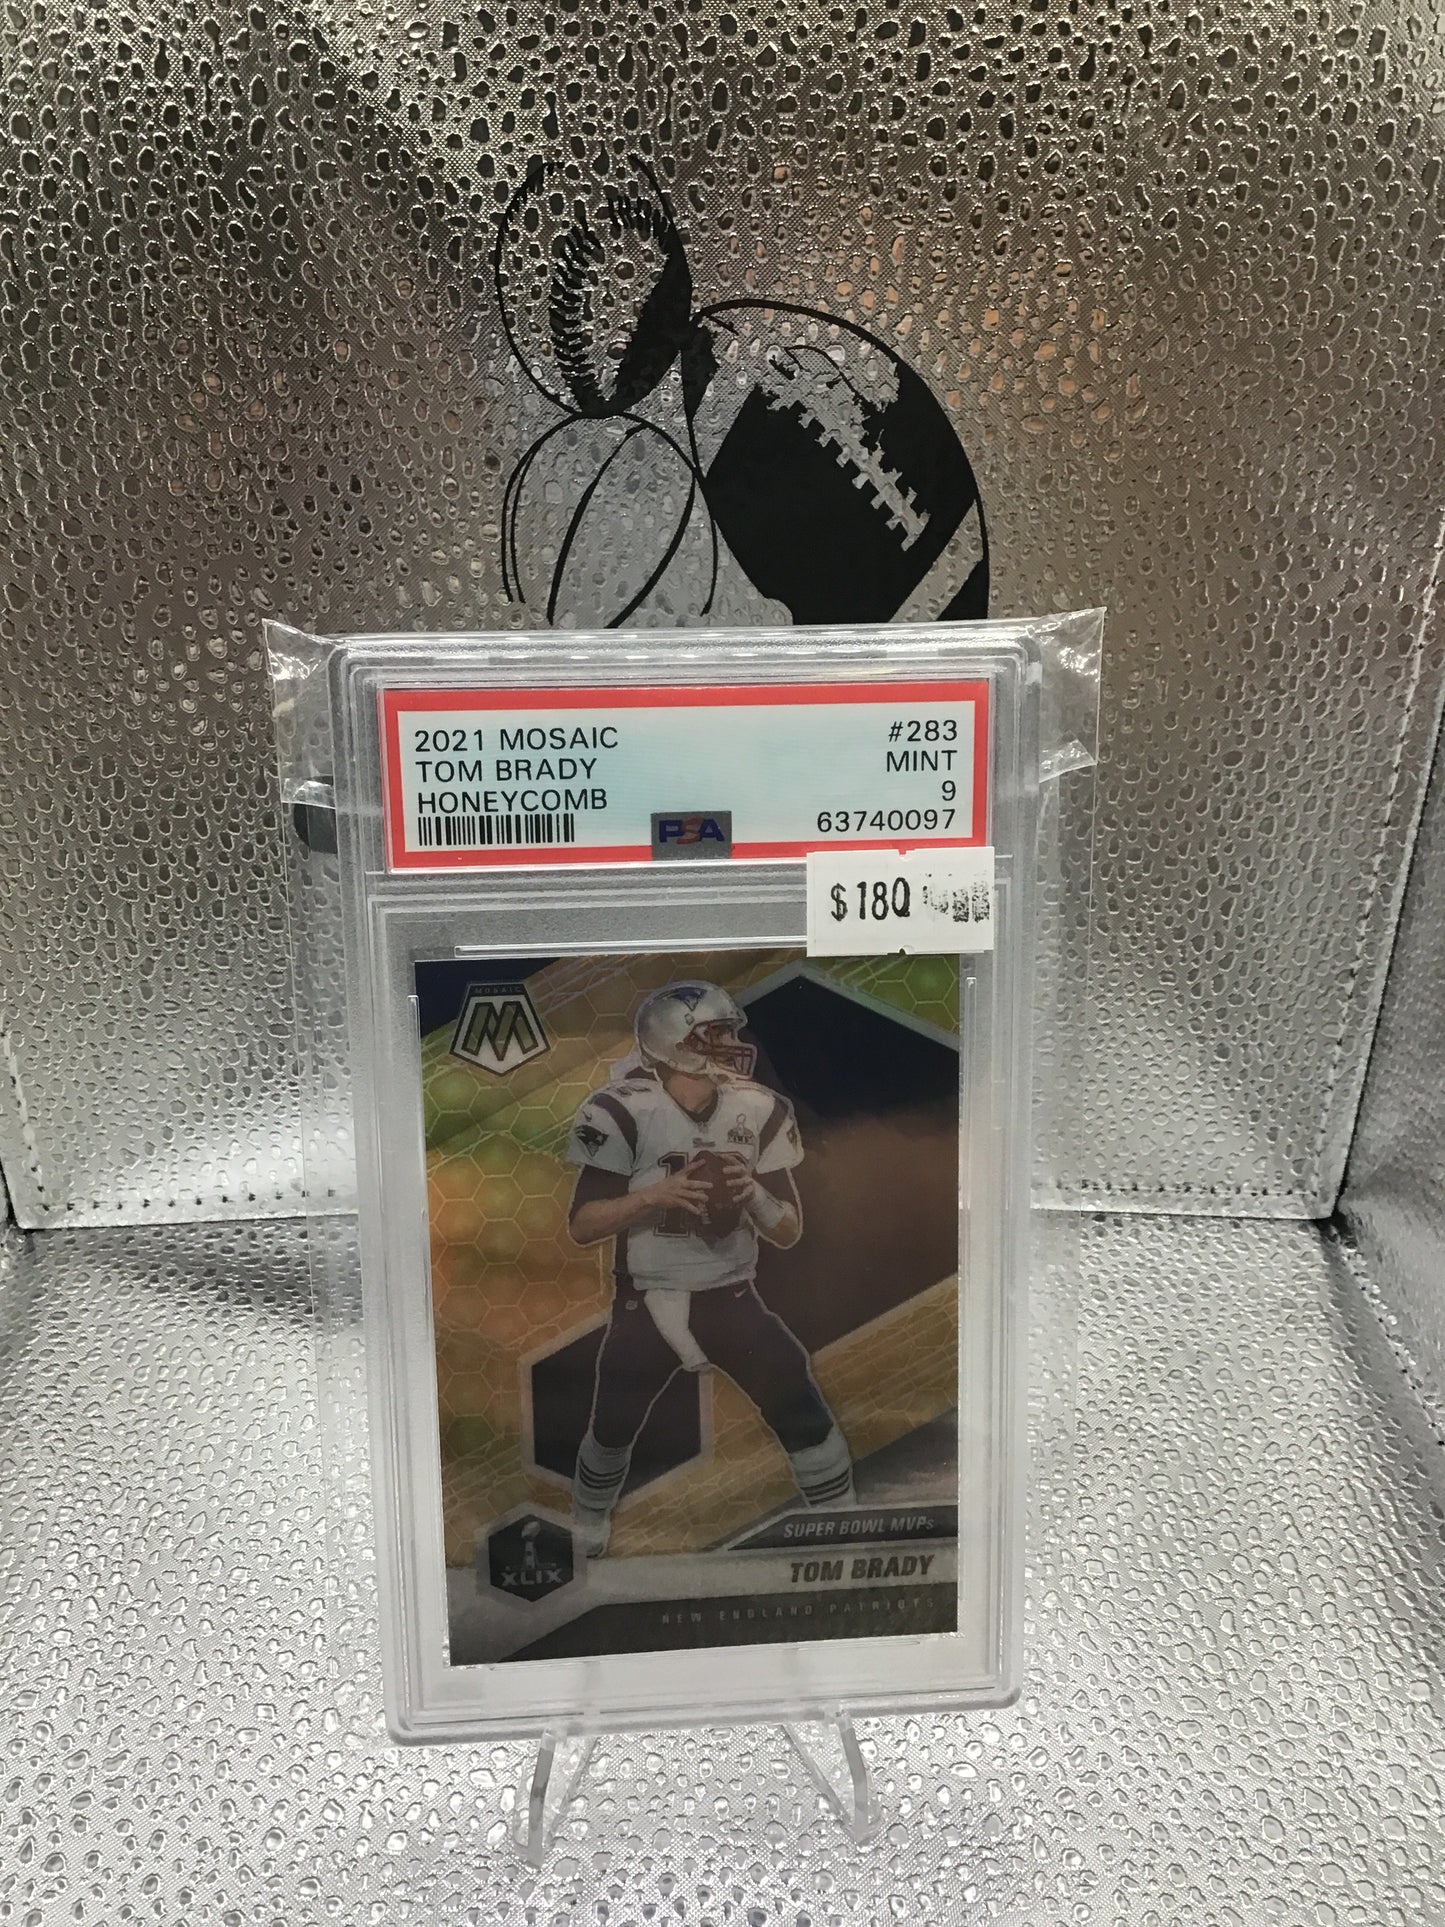 2021 MOSAIC
TOM BRADY
HONEYCOMB
#283
MINT
9
63740097
PSA
$180
MOSAIC
M
12
SUPER BOWL MVPs
TOM BRADY
NEW ENGLAND PATRIOTS
XLIX